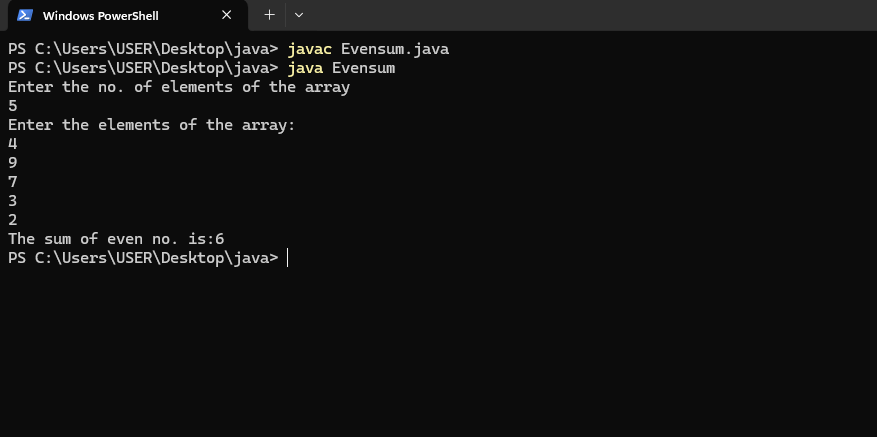 Windows PowerShell
PS C:\Users\USER\Desktop\java> javac Evensum.java
PS C:\Users\USER\Desktop\java> java Evensum
Enter the no. of elements of the array
5
Enter the elements of the array:
4
9
7
3
2
The sum of even no. is:6
PS C:\Users\USER\Desktop\java>